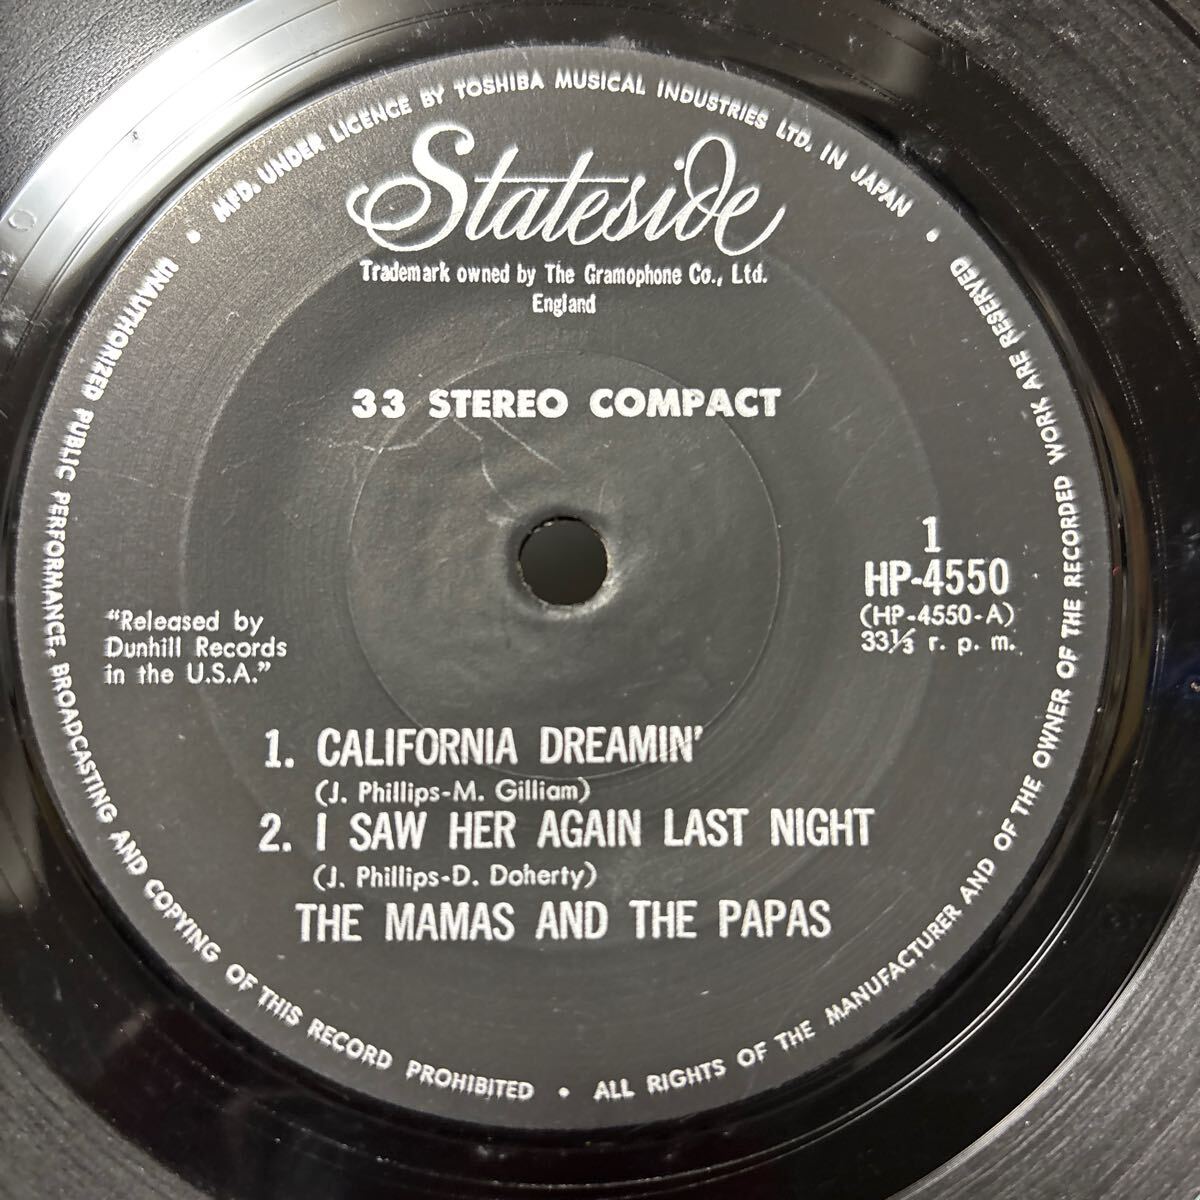 MFD. UNDER LICENCE BY TOSHIBA MUSICAL INDUSTRIES LTD. IN JAPAN
Stateside
Trademark owned by The Gramophone Co., Ltd.
England
33 STEREO COMPACT
1
HP-4550
(HP-4550-A)
33⅓ r. p. m.
"Released by
Dunhill Records
in the U.S.A."
1. CALIFORNIA DREAMIN'
(J. Phillips-M. Gilliam)
2. I SAW HER AGAIN LAST NIGHT
(J. Phillips-D. Doherty)
THE MAMAS AND THE PAPAS
UNAUTHORIZED PUBLIC PERFORMANCE, BROADCASTING AND COPYING OF THIS RECORD PROHIBITED • ALL RIGHTS OF THE MANUFACTURER AND OF THE OWNER OF THE RECORDED WORK ARE RESERVED